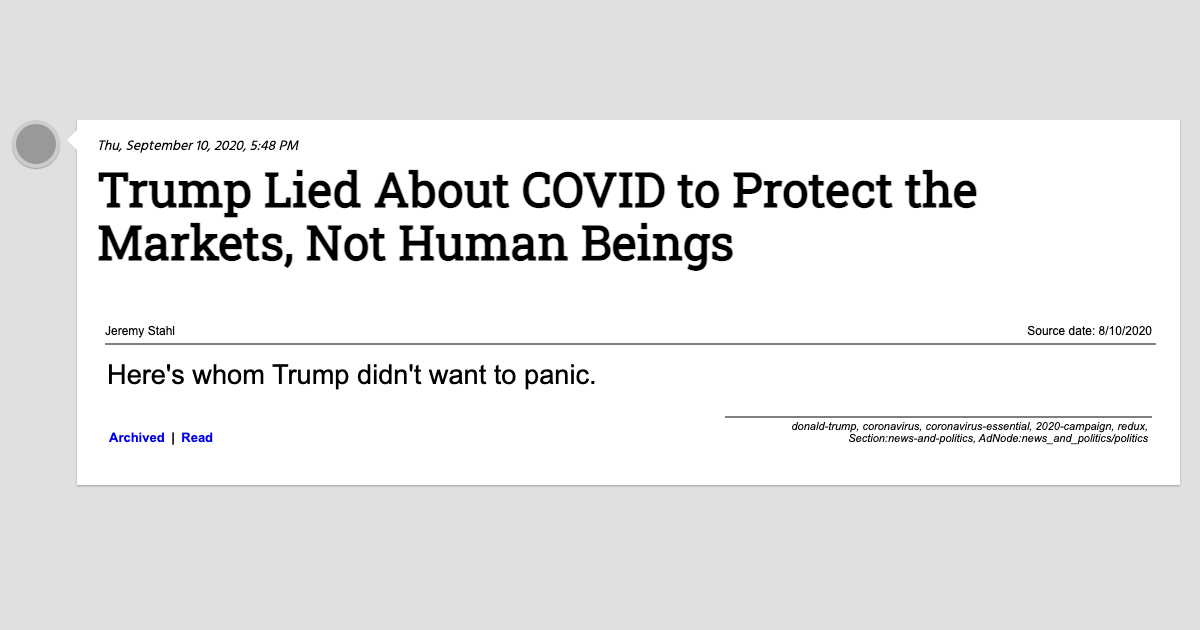 Thu, September 10, 2020, 5:48 PM
Trump Lied About COVID to Protect the
Markets, Not Human Beings
Jeremy Stahl
Source date: 8/10/2020
Here's whom Trump didn't want to panic.
donald-trump, coronavirus, coronavirus-essential, 2020-campaign, redux,
Section:news-and-politics, AdNode:news_and_politics/politics
Archived | Read